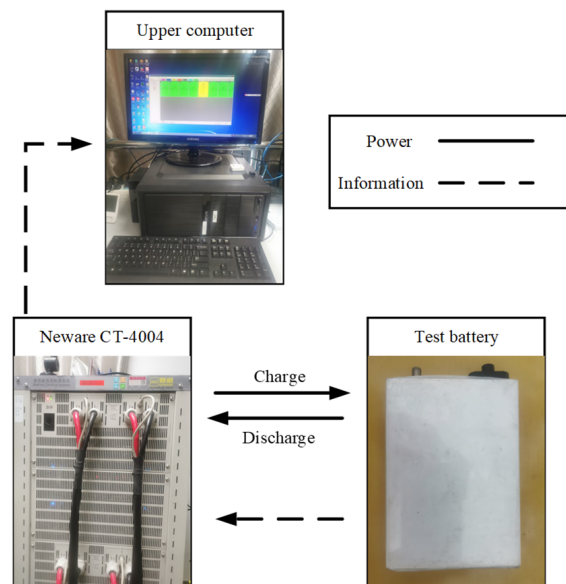 Upper computer
Power
Information
Neware CT-4004
Test battery
Charge
Discharge